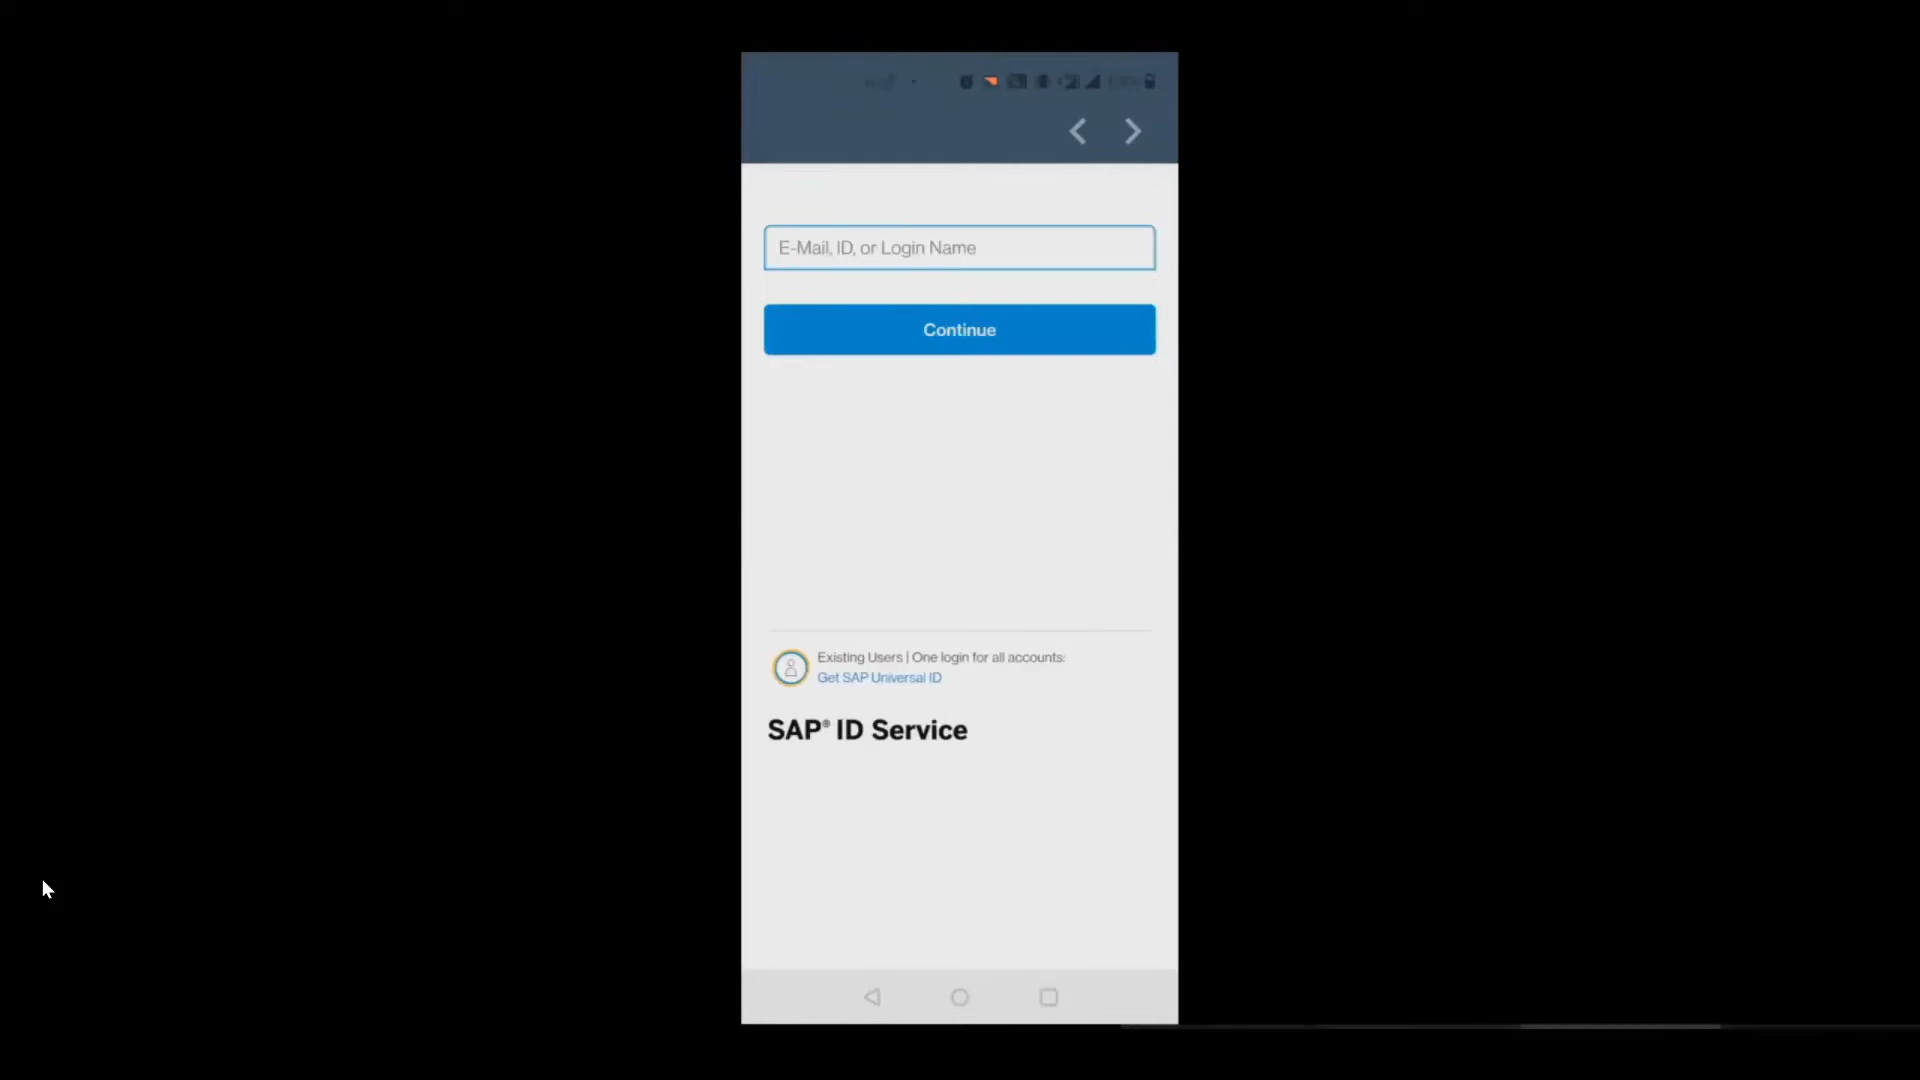 E-Mail, ID, or Login Name
Continue
Existing Users | One login for all accounts:
Get SAP Universal ID
SAP® ID Service